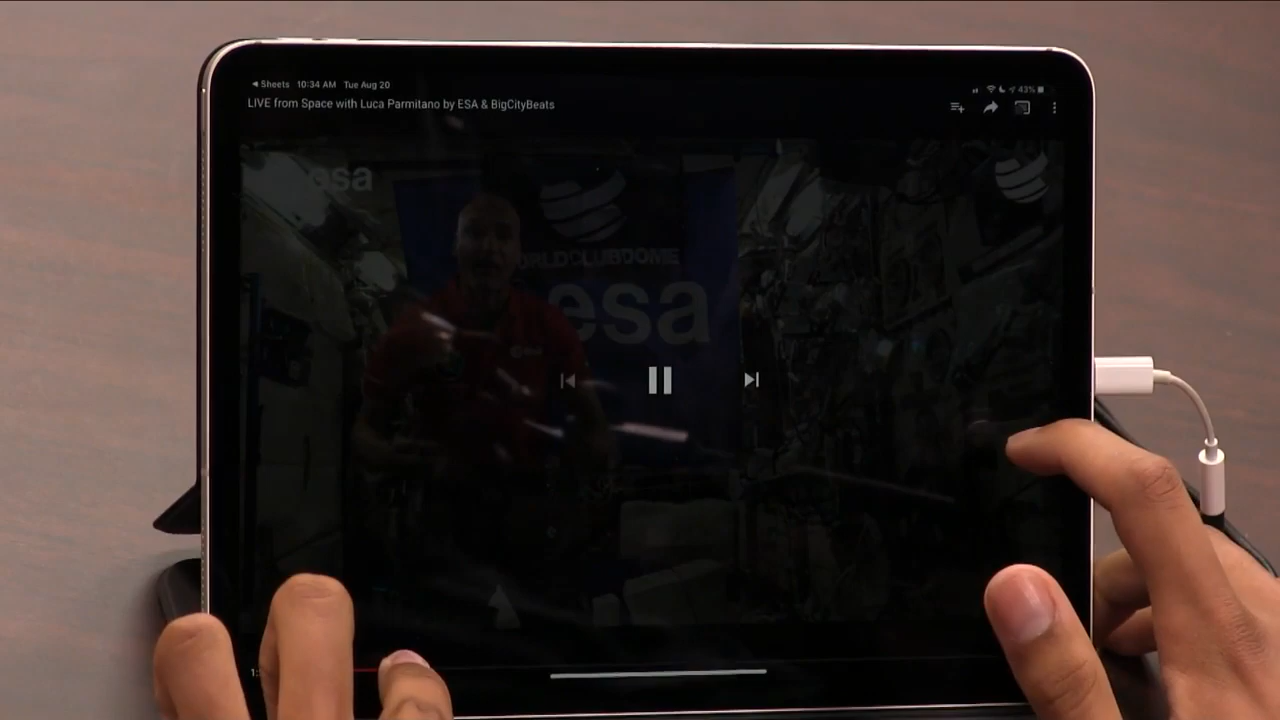 ◀ Sheets 10:34 AM Tue Aug 20
43%
LIVE from Space with Luca Parmitano by ESA & BigCityBeats
esa
WORLDCLUBDOME
esa